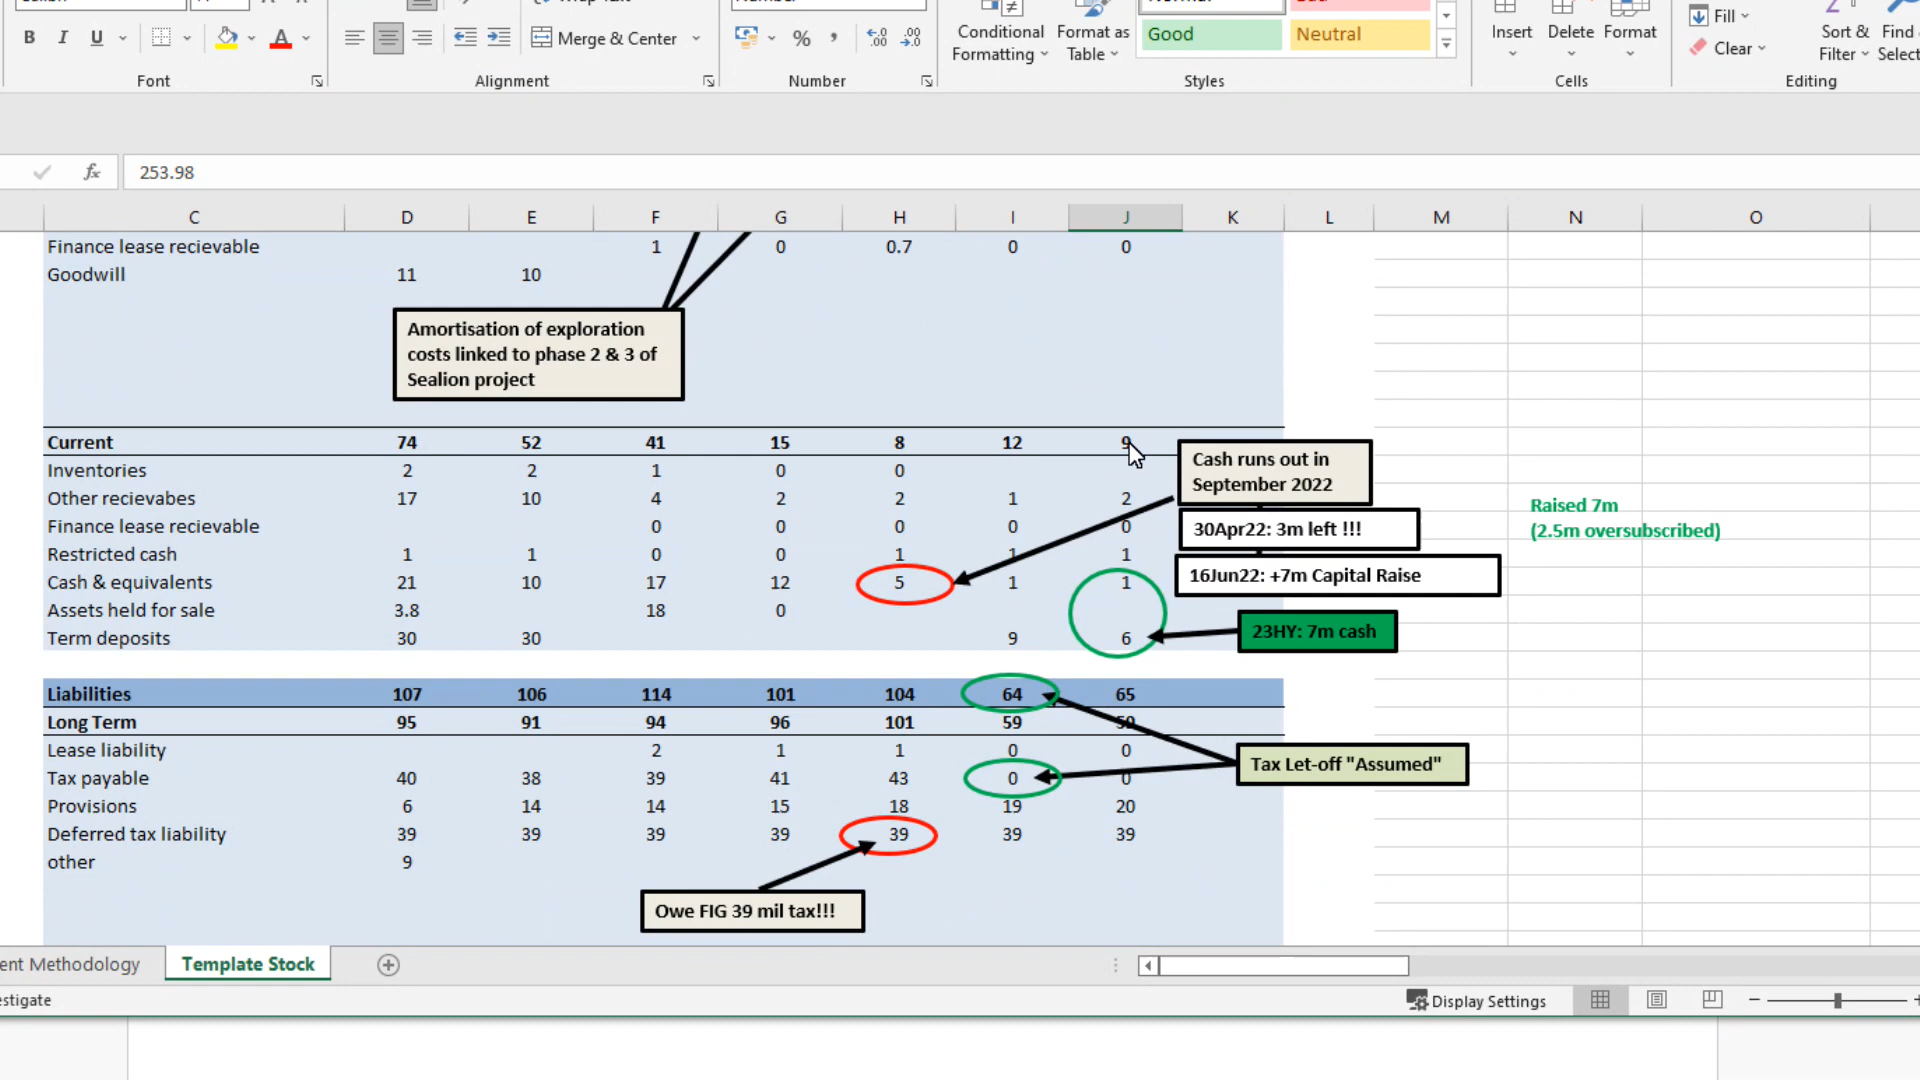 Wrap Text
Number
Normal
Bad
B I U
A
Merge & Center
%
Conditional Formatting
Format as Table
Good
Neutral
Insert
Delete
Format
Fill
Clear
Sort & Filter
Find & Select
Font
Alignment
Number
Styles
Cells
Editing
fx 253.98
C D E F G H I J K L M N O
Finance lease recievable 1 0 0.7 0 0
Goodwill 11 10
Amortisation of exploration
costs linked to phase 2 & 3 of
Sealion project
Current 74 52 41 15 8 12 9
Inventories 2 2 1 0 0
Other recievabes 17 10 4 2 2 1 2
Finance lease recievable 0 0 0 0 0
Restricted cash 1 1 0 0 1 1 1
Cash & equivalents 21 10 17 12 5 1 1
Assets held for sale 3.8 18 0
Term deposits 30 30 9 6
Cash runs out in
September 2022
30Apr22: 3m left !!!
16Jun22: +7m Capital Raise
23HY: 7m cash
Raised 7m
(2.5m oversubscribed)
Liabilities 107 106 114 101 104 64 65
Long Term 95 91 94 96 101 59 59
Lease liability 2 1 1 0 0
Tax payable 40 38 39 41 43 0 0
Provisions 6 14 14 15 18 19 20
Deferred tax liability 39 39 39 39 39 39 39
other 9
Tax Let-off "Assumed"
Owe FIG 39 mil tax!!!
ent Methodology
Template Stock
estigate
Display Settings